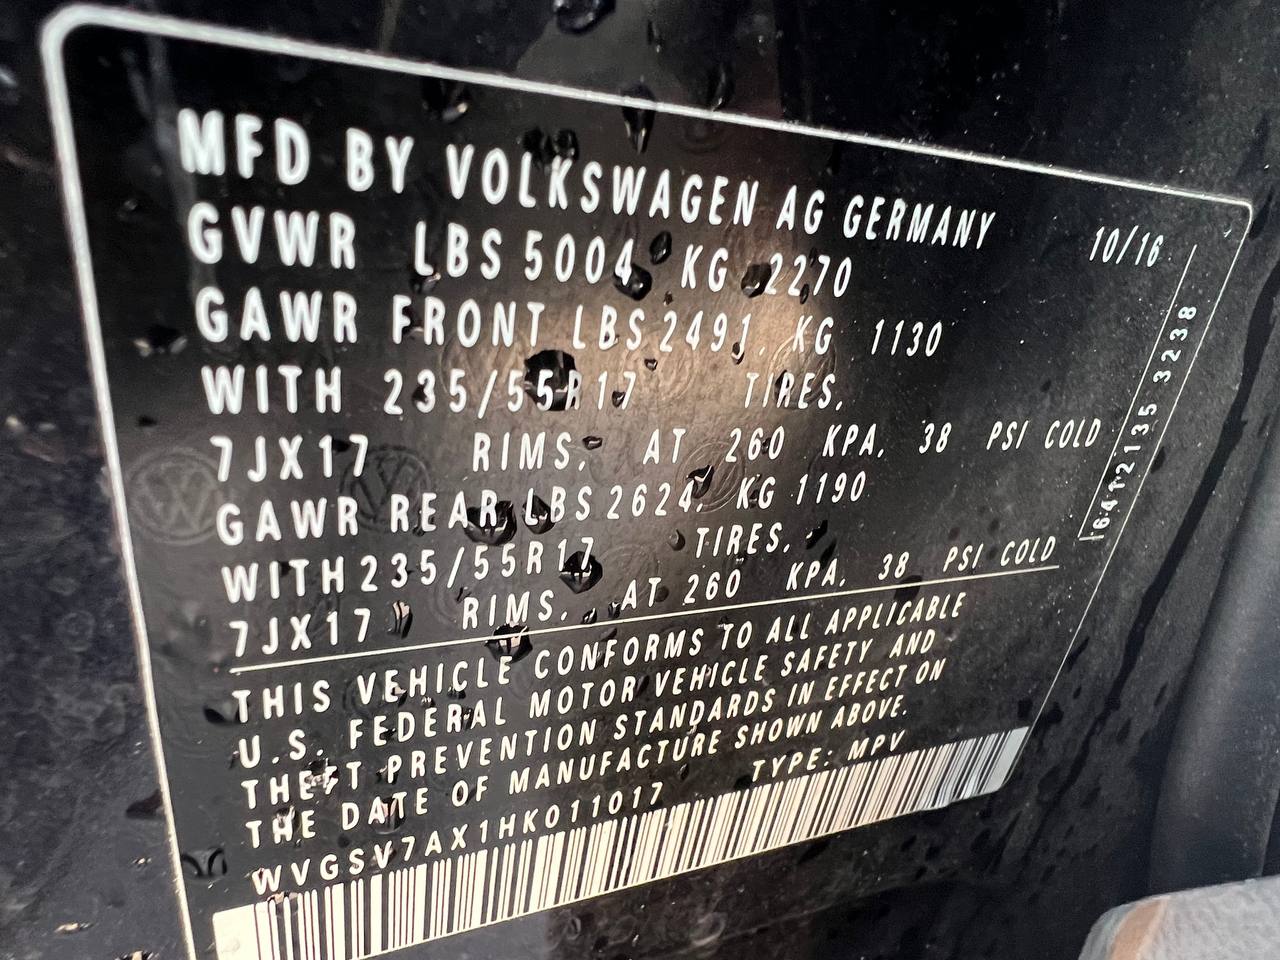 MFD BY VOLKSWAGEN AG GERMANY
10/16
GVWR LBS 5004 KG 2270
GAWR FRONT LBS 2491, KG 1130
WITH 235/55R17 TIRES,
7JX17 RIMS, AT 260 KPA, 38 PSI COLD
GAWR REAR LBS 2624, KG 1190
WITH 235/55R17 TIRES,
7JX17 RIMS, AT 260 KPA, 38 PSI COLD
THIS VEHICLE CONFORMS TO ALL APPLICABLE
U.S. FEDERAL MOTOR VEHICLE SAFETY AND
THEFT PREVENTION STANDARDS IN EFFECT ON
THE DATE OF MANUFACTURE SHOWN ABOVE.
WVGSV7AX1HK011017 TYPE: MPV